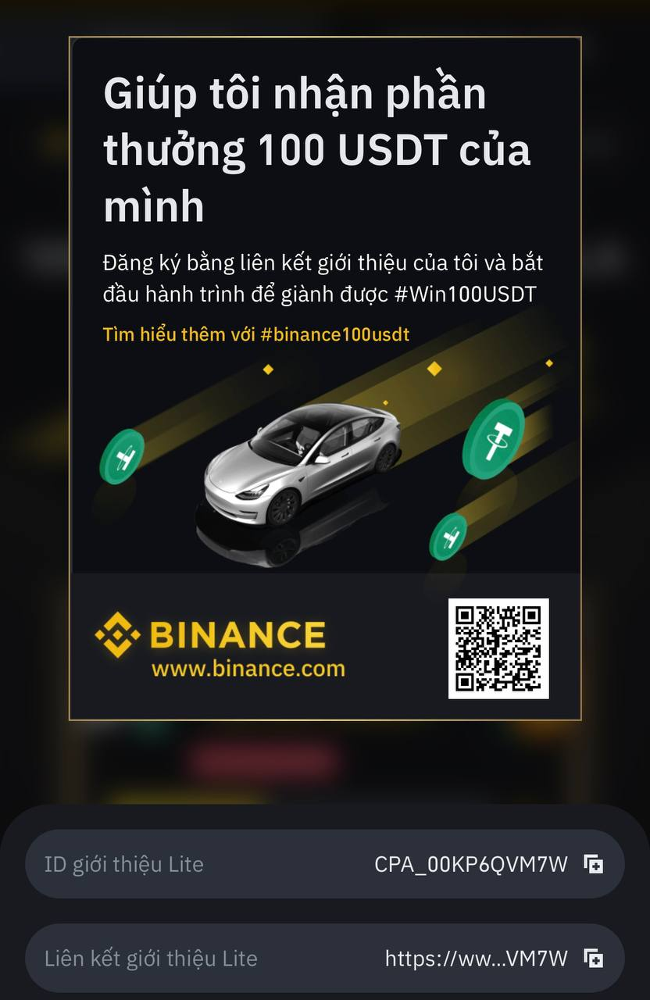 Giúp tôi nhận phần
thưởng 100 USDT của
mình
Đăng ký bằng liên kết giới thiệu của tôi và bắt
đầu hành trình để giành được #Win100USDT
Tìm hiểu thêm với #binance100usdt
BINANCE
www.binance.com
ID giới thiệu Lite CPA_00KP6QVM7W
Liên kết giới thiệu Lite https://ww...VM7W